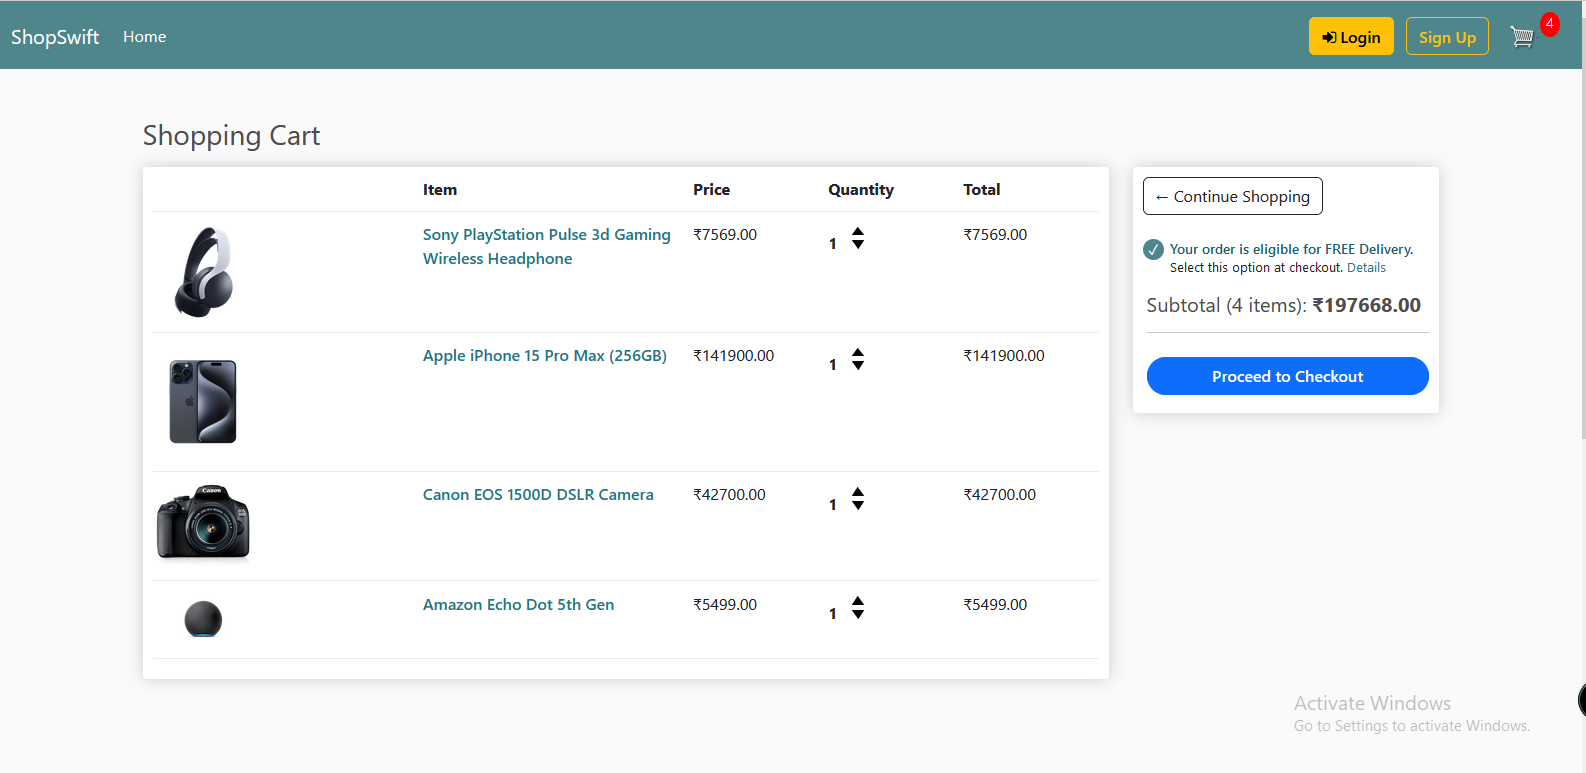 ShopSwift Home Login Sign Up 4
Shopping Cart
Item Price Quantity Total
Sony PlayStation Pulse 3d Gaming ₹7569.00 1 ₹7569.00
Wireless Headphone
Apple iPhone 15 Pro Max (256GB) ₹141900.00 1 ₹141900.00
Canon
Canon EOS 1500D DSLR Camera ₹42700.00 1 ₹42700.00
Amazon Echo Dot 5th Gen ₹5499.00 1 ₹5499.00
← Continue Shopping
Your order is eligible for FREE Delivery.
Select this option at checkout. Details
Subtotal (4 items): ₹197668.00
Proceed to Checkout
Activate Windows
Go to Settings to activate Windows.